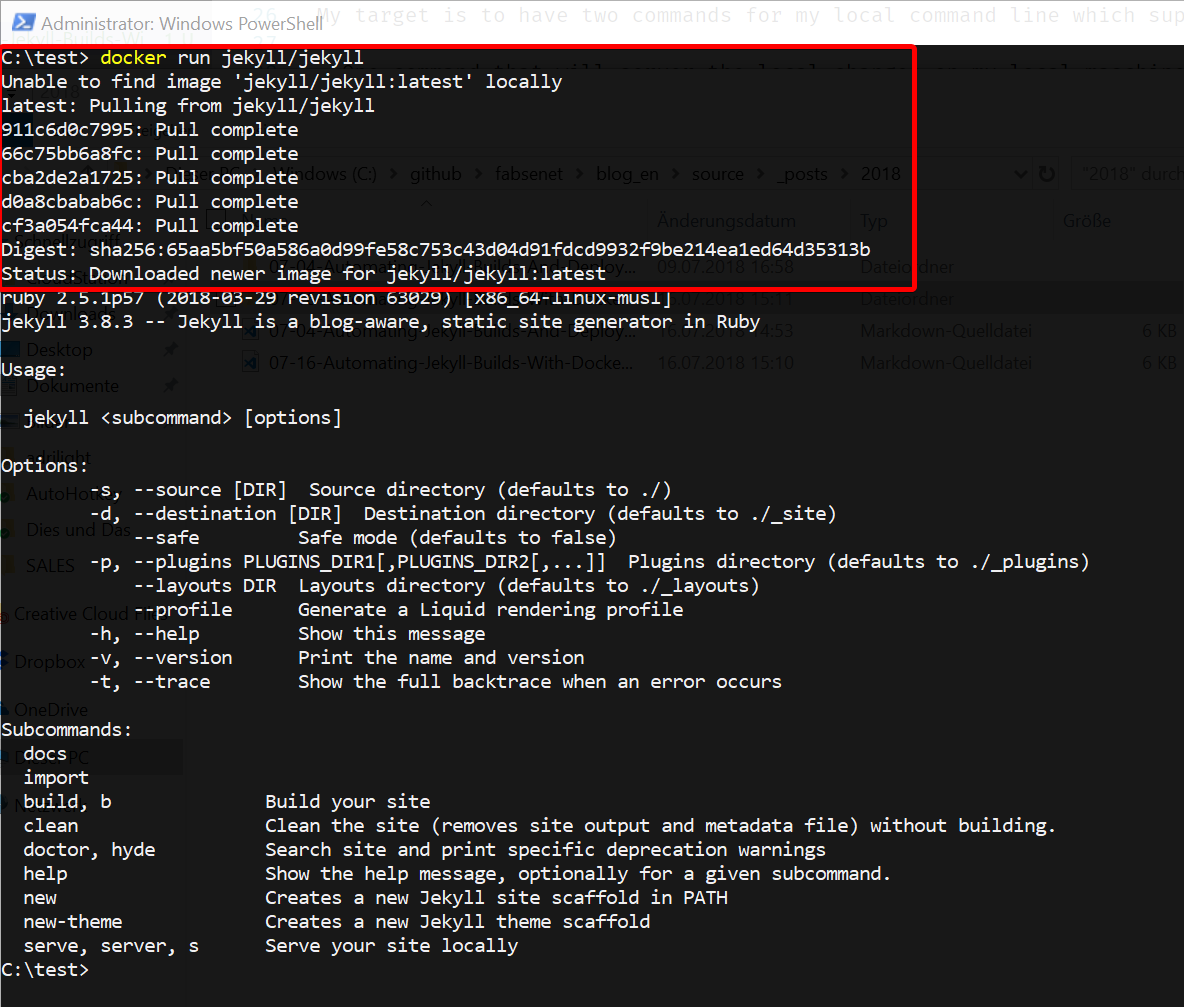 Administrator: Windows PowerShell
My target is to have two commands for my local command line which sup
C:\test> docker run jekyll/jekyll
Unable to find image 'jekyll/jekyll:latest' locally
latest: Pulling from jekyll/jekyll
911c6d0c7995: Pull complete
66c75bb6a8fc: Pull complete
cba2de2a1725: Pull complete
Windows (C:) github fabsenet blog_en source _posts 2018 "2018" durch
d0a8cbabab6c: Pull complete
cf3a054fca44: Pull complete
Änderungsdatum Typ Größe
Digest: sha256:65aa5bf50a586a0d99fe58c753c43d04d91fdcd9932f9be214ea1ed64d35313b
Status: Downloaded newer image for jekyll/jekyll:latest
09.07.2018 16:58 Dateiordner
ruby 2.5.1p57 (2018-03-29 revision 63029) [x86_64-linux-musl]
15:11 Dateiordner
jekyll 3.8.3 -- Jekyll is a blog-aware, static site generator in Ruby
07-04-Automating-Jekyll-Builds-And-Deploy... 14:53 Markdown-Quelldatei 6 KB
Desktop
07-16-Automating-Jekyll-Builds-With-Docke... 16.07.2018 15:10 Markdown-Quelldatei 6 KB
Usage:
Dokumente
jekyll <subcommand> [options]
Options:
-s, --source [DIR]  Source directory (defaults to ./)
-d, --destination [DIR]  Destination directory (defaults to ./_site)
Dies und Das
--safe             Safe mode (defaults to false)
-p, --plugins PLUGINS_DIR1[,PLUGINS_DIR2[,...]]  Plugins directory (defaults to ./_plugins)
SALES
--layouts DIR  Layouts directory (defaults to ./_layouts)
--profile      Generate a Liquid rendering profile
Creative Cloud Files
-h, --help         Show this message
-v, --version      Print the name and version
Dropbox
-t, --trace        Show the full backtrace when an error occurs
OneDrive
Subcommands:
docs
import
build, b              Build your site
clean                 Clean the site (removes site output and metadata file) without building.
doctor, hyde          Search site and print specific deprecation warnings
help                  Show the help message, optionally for a given subcommand.
new                   Creates a new Jekyll site scaffold in PATH
new-theme             Creates a new Jekyll theme scaffold
serve, server, s      Serve your site locally
C:\test>